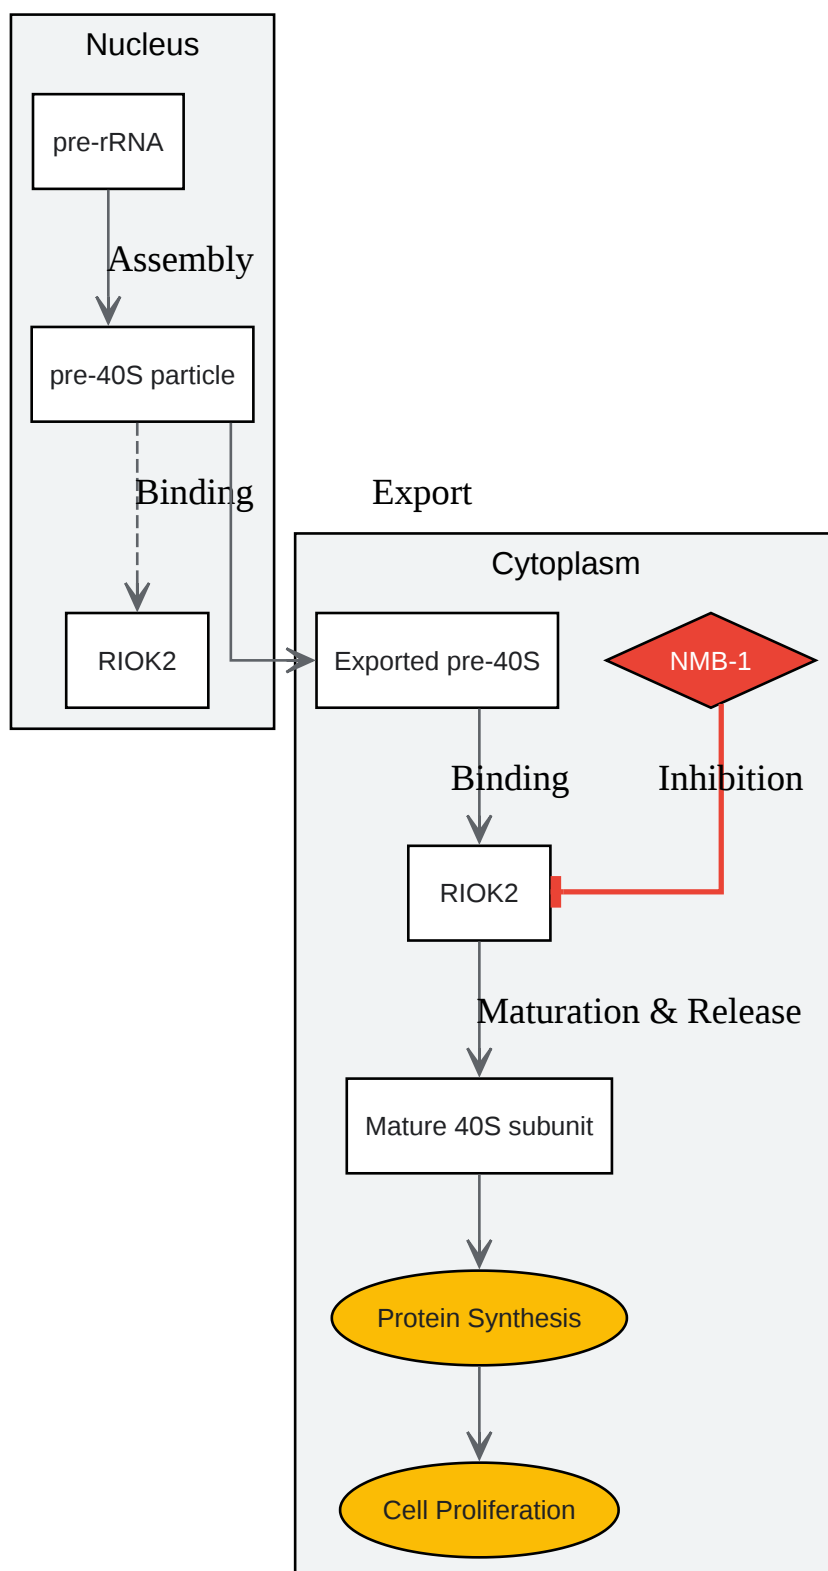 Nucleus
pre-rRNA
Assembly
pre-40S particle
Binding
Export
RIOK2
Cytoplasm
Exported pre-40S
NMB-1
Binding
Inhibition
RIOK2
Maturation & Release
Mature 40S subunit
Protein Synthesis
Cell Proliferation